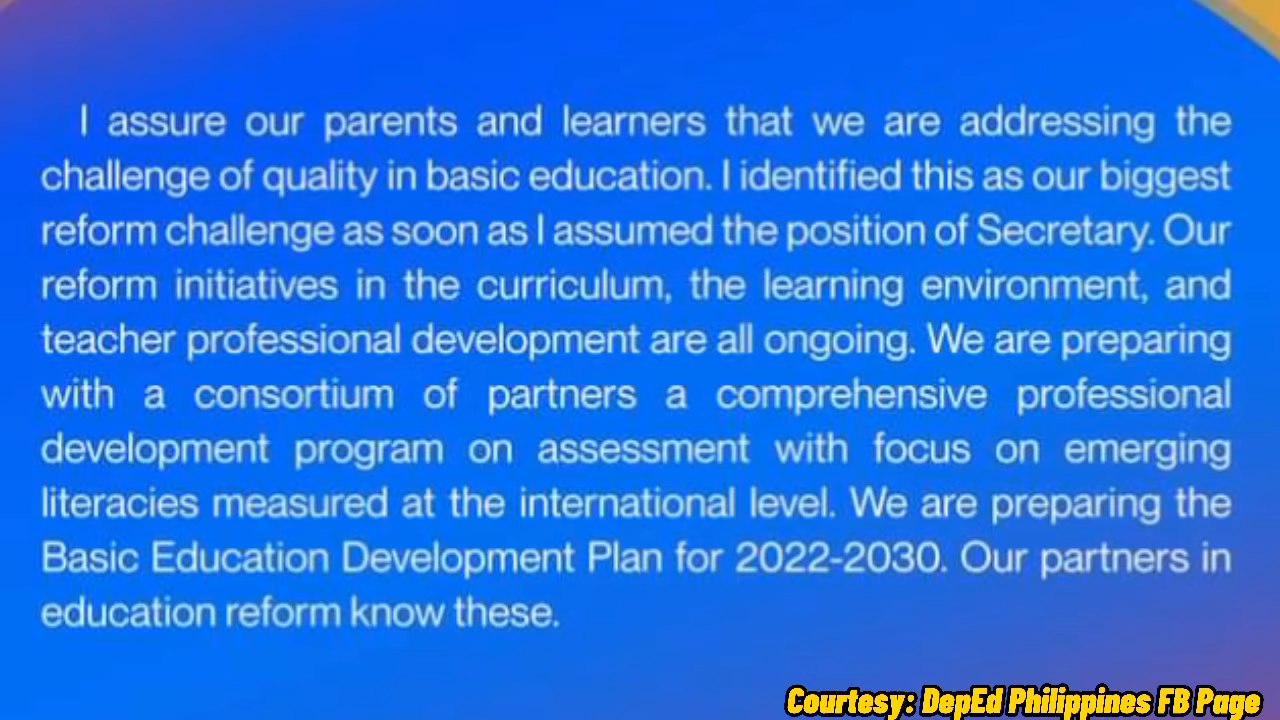 I assure our parents and learners that we are addressing the
challenge of quality in basic education. I identified this as our biggest
reform challenge as soon as I assumed the position of Secretary. Our
reform initiatives in the curriculum, the learning environment, and
teacher professional development are all ongoing. We are preparing
with a consortium of partners a comprehensive professional
development program on assessment with focus on emerging
literacies measured at the international level. We are preparing the
Basic Education Development Plan for 2022-2030. Our partners in
education reform know these.
Courtesy: DepEd Philippines FB Page